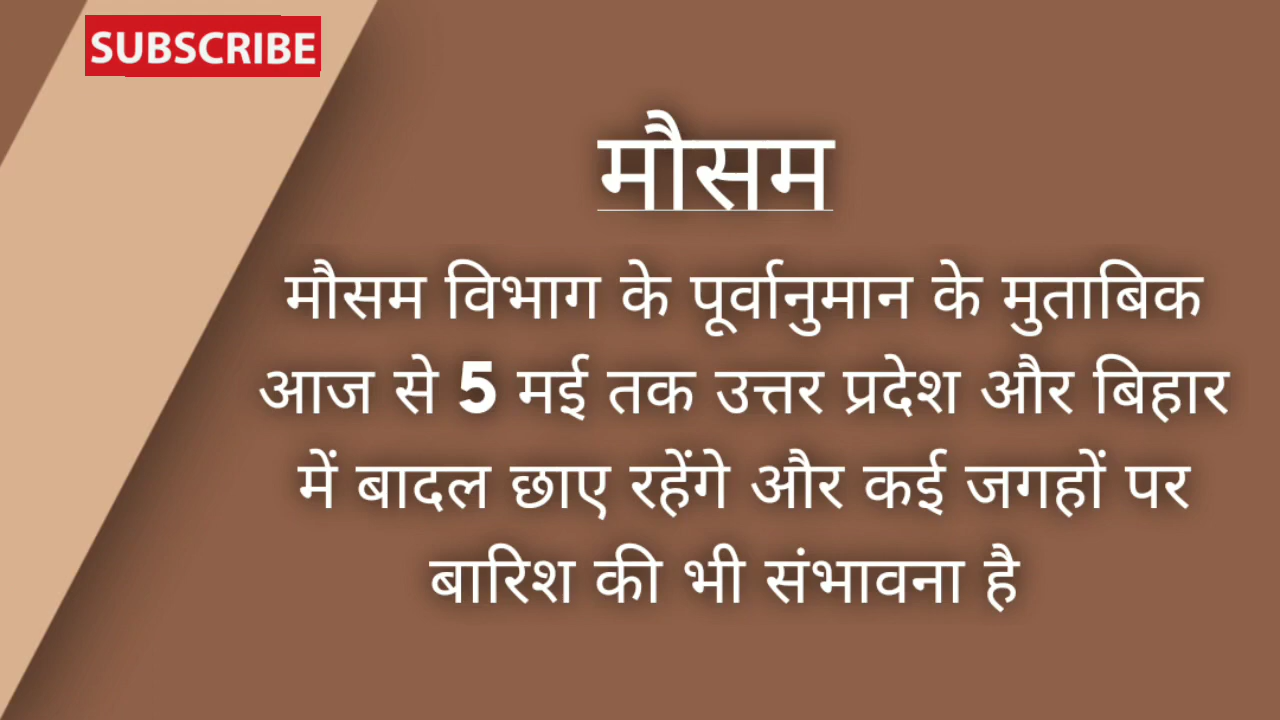 SUBSCRIBE
मौसम
मौसम विभाग के पूर्वानुमान के मुताबिक
आज से 5 मई तक उत्तर प्रदेश और बिहार
में बादल छाए रहेंगे और कई जगहों पर
बारिश की भी संभावना है